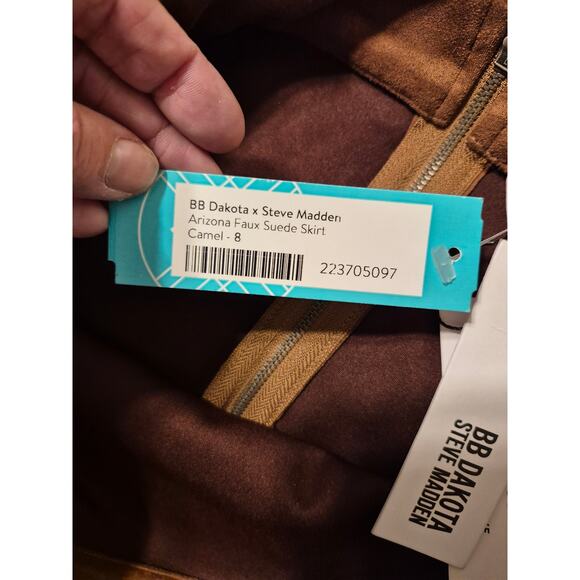 BB Dakota x Steve Madden
Arizona Faux Suede Skirt
Camel - 8
223705097
BB DAKOTA
STEVE MADDEN